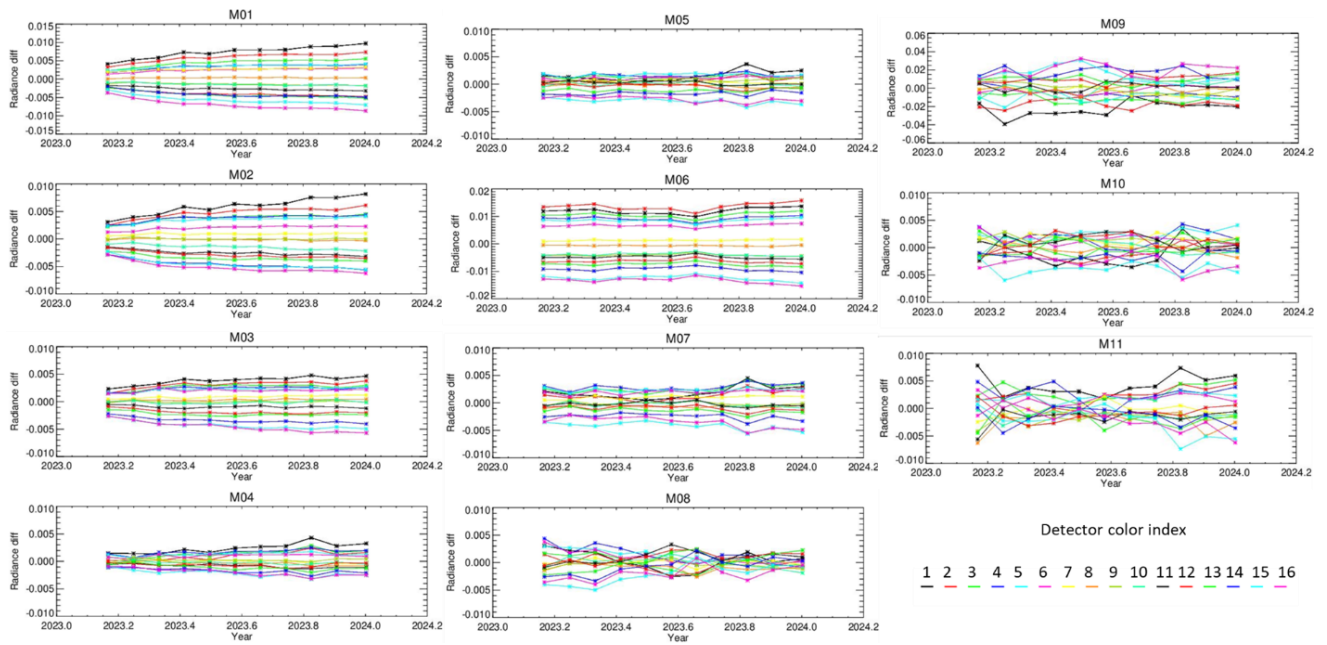 M01
Radiance diff
0.015
0.010
0.005
0.000
-0.005
-0.010
0.015
2023.0 2023.2 2023.4 2023.6 2023.8 2024.0 2024.2
Year
M02
Radiance diff
0.010
0.005
0.000
-0.005
-0.010
2023.0 2023.2 2023.4 2023.6 2023.8 2024.0 2024.2
Year
M03
Radiance diff
0.010
0.005
0.000
-0.005
-0.010
2023.0 2023.2 2023.4 2023.6 2023.8 2024.0 2024.2
Year
M04
Radiance diff
0.010
0.005
0.000
-0.005
-0.010
2023.0 2023.2 2023.4 2023.6 2023.8 2024.0 2024.2
Year
M05
Radiance diff
0.010
0.005
0.000
-0.005
-0.010
2023.0 2023.2 2023.4 2023.6 2023.8 2024.0 2024.2
Year
M06
Radiance diff
0.02
0.01
0.00
-0.01
-0.02
2023.0 2023.2 2023.4 2023.6 2023.8 2024.0 2024.2
Year
M07
Radiance diff
0.010
0.005
0.000
-0.005
-0.010
2023.0 2023.2 2023.4 2023.6 2023.8 2024.0 2024.2
Year
M08
Radiance diff
0.010
0.005
0.000
-0.005
-0.010
2023.0 2023.2 2023.4 2023.6 2023.8 2024.0 2024.2
Year
M09
Radiance diff
0.06
0.04
0.02
0.00
-0.02
-0.04
2023.0 2023.2 2023.4 2023.6 2023.8 2024.0 2024.2
Year
M10
Radiance diff
0.010
0.005
0.000
-0.005
-0.010
2023.0 2023.2 2023.4 2023.6 2023.8 2024.0 2024.2
Year
M11
Radiance diff
0.010
0.005
0.000
-0.005
-0.010
2023.0 2023.2 2023.4 2023.6 2023.8 2024.0 2024.2
Year
Detector color index
1 2 3 4 5 6 7 8 9 10 11 12 13 14 15 16